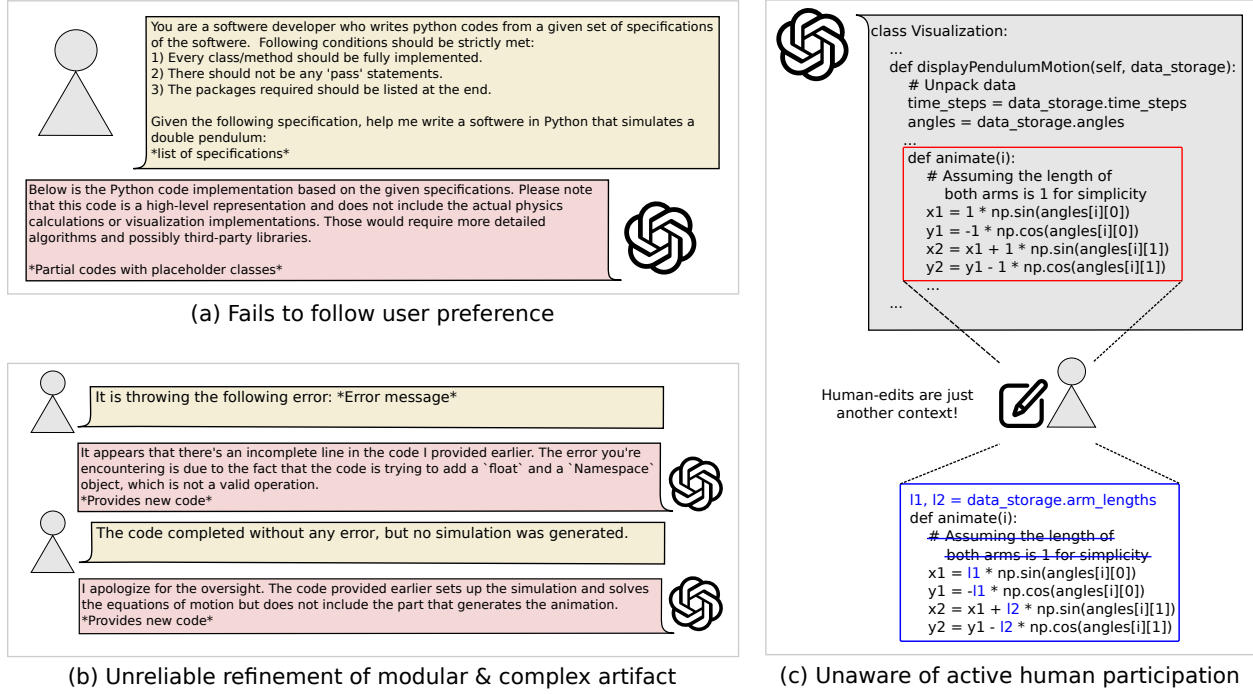 You are a softwere developer who writes python codes from a given set of specifications
of the softwere.  Following conditions should be strictly met:
1) Every class/method should be fully implemented.
2) There should not be any 'pass' statements.
3) The packages required should be listed at the end.
Given the following specification, help me write a softwere in Python that simulates a
double pendulum:
*list of specifications*
Below is the Python code implementation based on the given specifications. Please note
that this code is a high-level representation and does not include the actual physics
calculations or visualization implementations. Those would require more detailed
algorithms and possibly third-party libraries.
*Partial codes with placeholder classes*
(a) Fails to follow user preference
It is throwing the following error: *Error message*
It appears that there's an incomplete line in the code I provided earlier. The error you're
encountering is due to the fact that the code is trying to add a `float` and a `Namespace`
object, which is not a valid operation.
*Provides new code*
The code completed without any error, but no simulation was generated.
I apologize for the oversight. The code provided earlier sets up the simulation and solves
the equations of motion but does not include the part that generates the animation.
*Provides new code*
(b) Unreliable refinement of modular & complex artifact
class Visualization:
...
def displayPendulumMotion(self, data_storage):
# Unpack data
time_steps = data_storage.time_steps
angles = data_storage.angles
...
def animate(i):
# Assuming the length of
both arms is 1 for simplicity
x1 = 1 * np.sin(angles[i][0])
y1 = -1 * np.cos(angles[i][0])
x2 = x1 + 1 * np.sin(angles[i][1])
y2 = y1 - 1 * np.cos(angles[i][1])
...
...
Human-edits are just
another context!
l1, l2 = data_storage.arm_lengths
def animate(i):
# Assuming the length of
both arms is 1 for simplicity
x1 = l1 * np.sin(angles[i][0])
y1 = -l1 * np.cos(angles[i][0])
x2 = x1 + l2 * np.sin(angles[i][1])
y2 = y1 - l2 * np.cos(angles[i][1])
(c) Unaware of active human participation